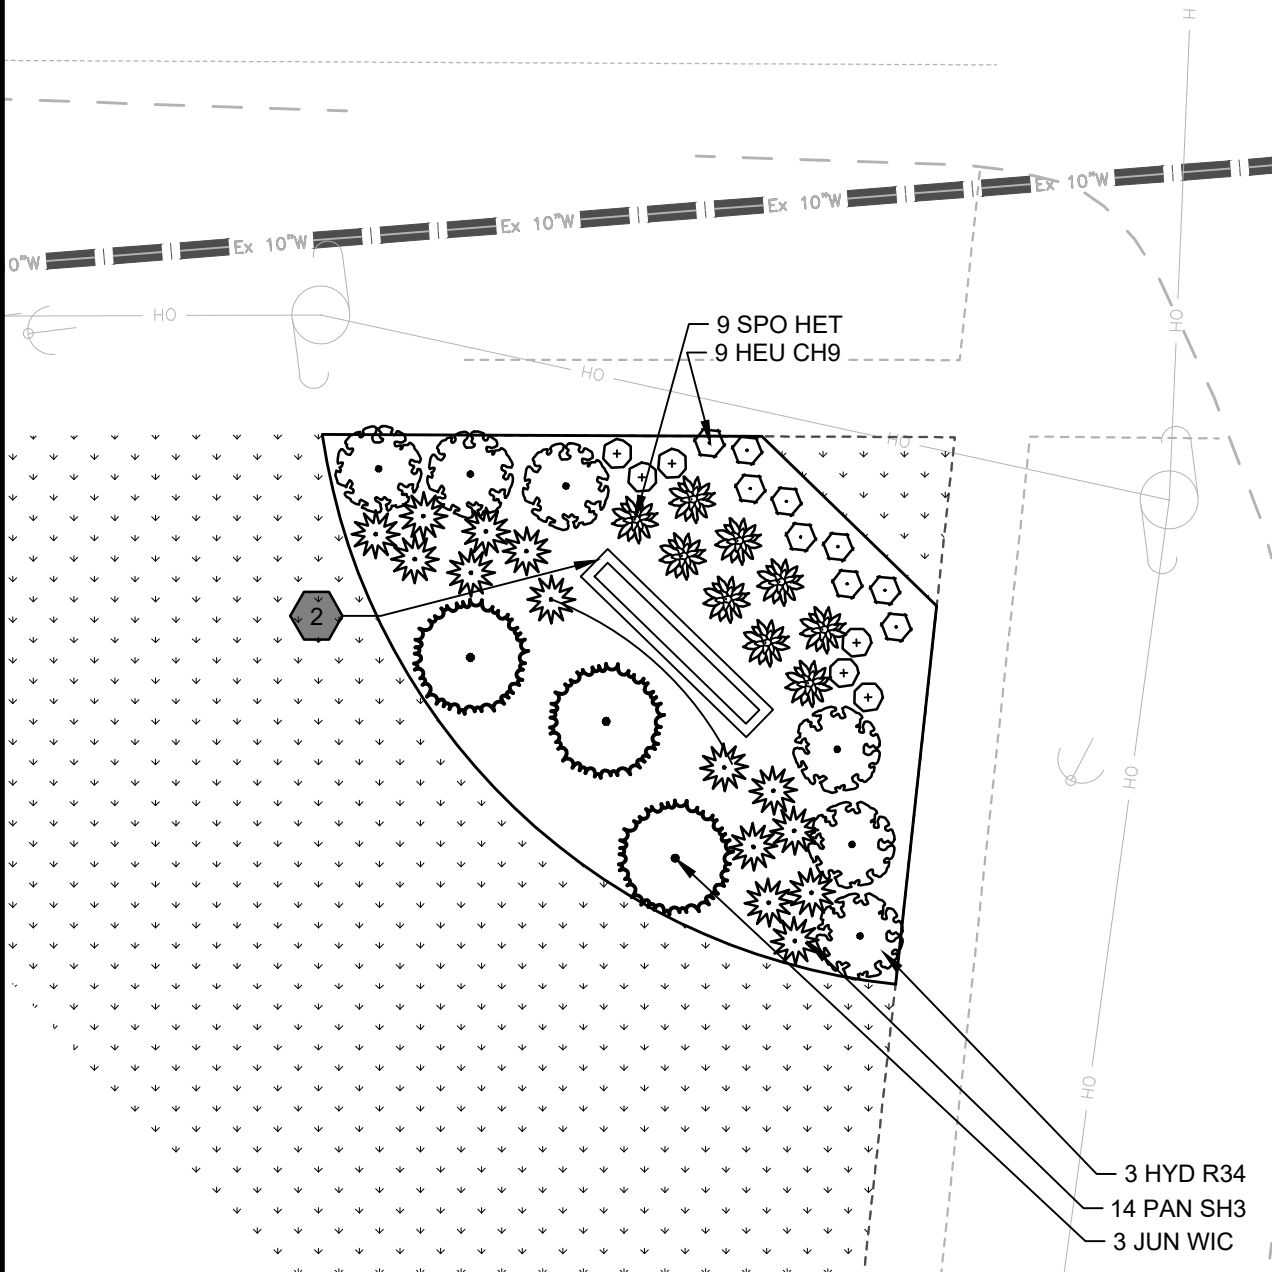 H
Ex 10"W
Ex 10"W
Ex 10"W
Ex 10"W
0"W
HO
HO
HO
9 SPO HET
9 HEU CH9
HO
2
HO
HO
3 HYD R34
14 PAN SH3
3 JUN WIC